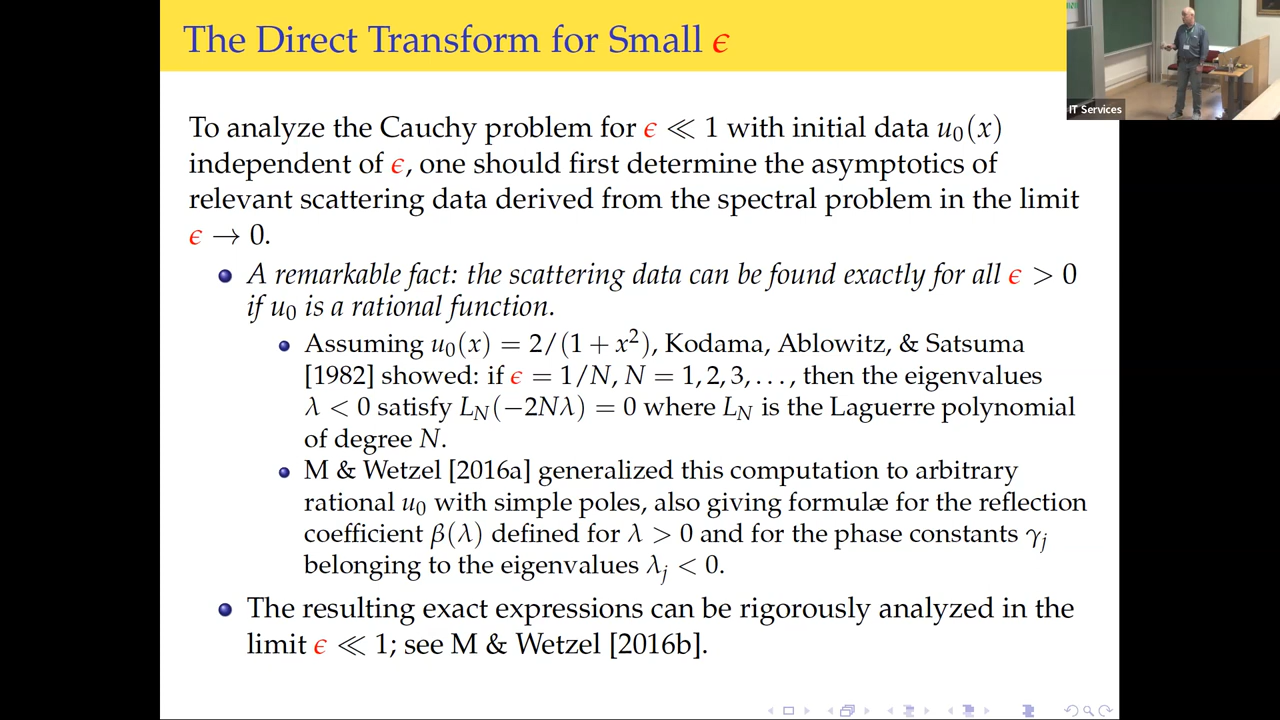 The Direct Transform for Small ϵ
IT Services
To analyze the Cauchy problem for ϵ ≪ 1 with initial data u₀(x)
independent of ϵ, one should first determine the asymptotics of
relevant scattering data derived from the spectral problem in the limit
ϵ → 0.
A remarkable fact: the scattering data can be found exactly for all ϵ > 0
if u₀ is a rational function.
Assuming u₀(x) = 2/(1 + x²), Kodama, Ablowitz, & Satsuma
[1982] showed: if ϵ = 1/N, N = 1, 2, 3, . . ., then the eigenvalues
λ < 0 satisfy L_N(−2Nλ) = 0 where L_N is the Laguerre polynomial
of degree N.
M & Wetzel [2016a] generalized this computation to arbitrary
rational u₀ with simple poles, also giving formulæ for the reflection
coefficient β(λ) defined for λ > 0 and for the phase constants γⱼ
belonging to the eigenvalues λⱼ < 0.
The resulting exact expressions can be rigorously analyzed in the
limit ϵ ≪ 1; see M & Wetzel [2016b].